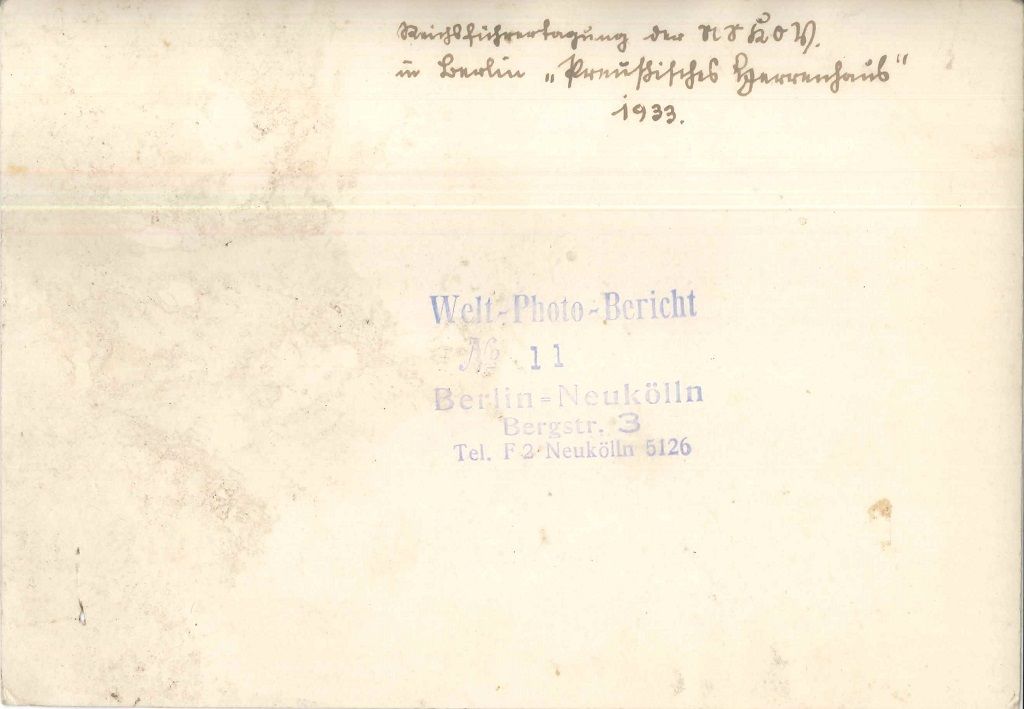 Reichsführertagung der NSKOV.
in Berlin „Preußisches Herrenhaus“
1933.
Welt-Photo-Bericht
№ 11
Berlin=Neukölln
Bergstr. 3
Tel. F 2 Neukölln 5126